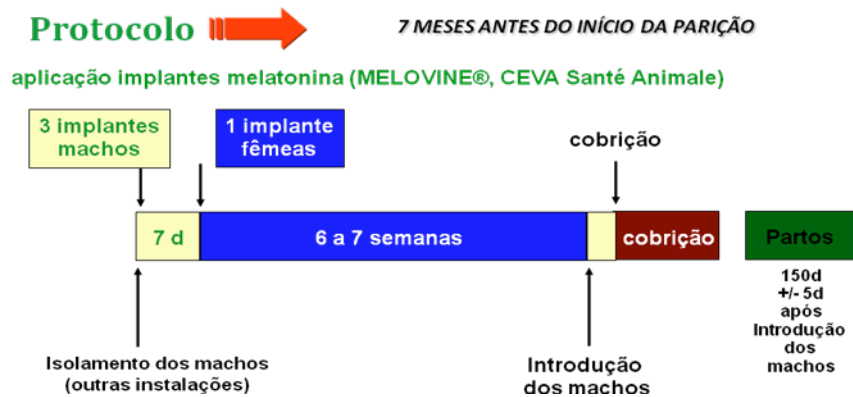 Protocolo
7 MESES ANTES DO INÍCIO DA PARIÇÃO
aplicação implantes melatonina (MELOVINE®, CEVA Santé Animale)
3 implantes
machos
1 implante
fêmeas
cobrição
7 d
6 a 7 semanas
cobrição
Partos
Isolamento dos machos
(outras instalações)
Introdução
dos machos
150d
+/- 5d
após
Introdução
dos
machos